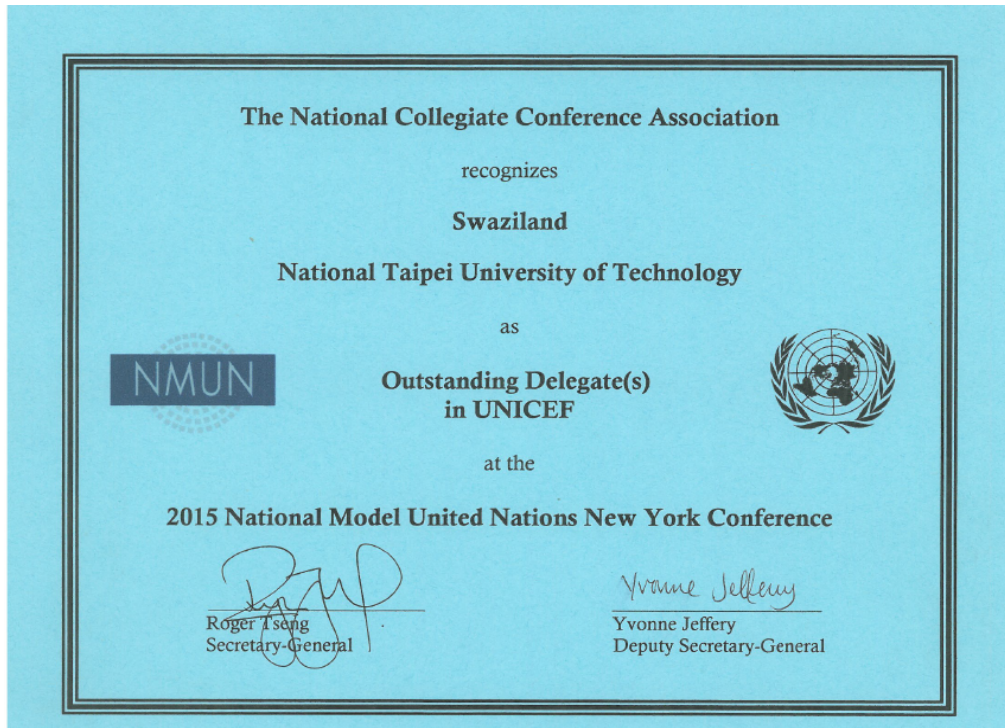 The National Collegiate Conference Association
recognizes
Swaziland
National Taipei University of Technology
as
NMUN
Outstanding Delegate(s)
in UNICEF
at the
2015 National Model United Nations New York Conference
Yvonne Jeffery
Roger Tseng
Secretary-General
Yvonne Jeffery
Deputy Secretary-General